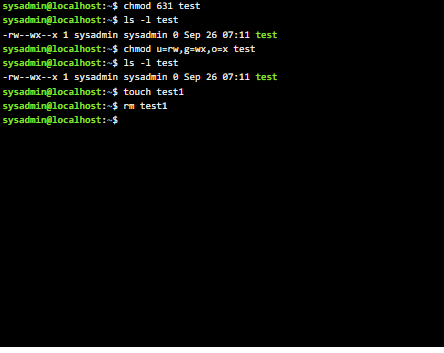 sysadmin@localhost:~$ chmod 631 test
sysadmin@localhost:~$ ls -l test
-rw--wx--x 1 sysadmin sysadmin 0 Sep 26 07:11 test
sysadmin@localhost:~$ chmod u=rw,g=wx,o=x test
sysadmin@localhost:~$ ls -l test
-rw--wx--x 1 sysadmin sysadmin 0 Sep 26 07:11 test
sysadmin@localhost:~$ touch test1
sysadmin@localhost:~$ rm test1
sysadmin@localhost:~$